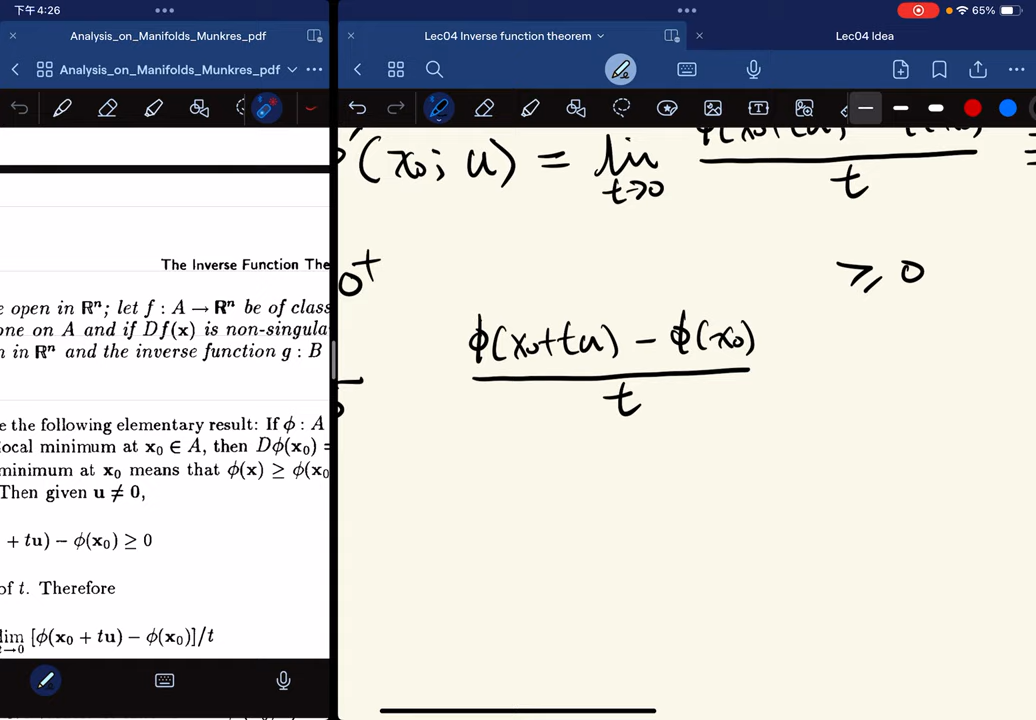 下午4:26
65%
Analysis_on_Manifolds_Munkres_pdf
Lec04 Inverse function theorem
Lec04 Idea
Analysis_on_Manifolds_Munkres_pdf
The Inverse Function The
e open in Rⁿ; let f : A → Rⁿ be of class
one on A and if Df(x) is non-singula
n in Rⁿ and the inverse function g : B
e the following elementary result: If ϕ : A
local minimum at x₀ ∈ A, then Dϕ(x₀) =
minimum at x₀ means that ϕ(x) ≥ ϕ(x₀
Then given u ≠ 0,
+ tu) − ϕ(x₀) ≥ 0
of t. Therefore
lim [ϕ(x₀ + tu) − ϕ(x₀)]/t
t→0
'(x₀; u) = lim
t→0
t
0⁺
≥ 0
ϕ(x₀+tu) − ϕ(x₀)
t